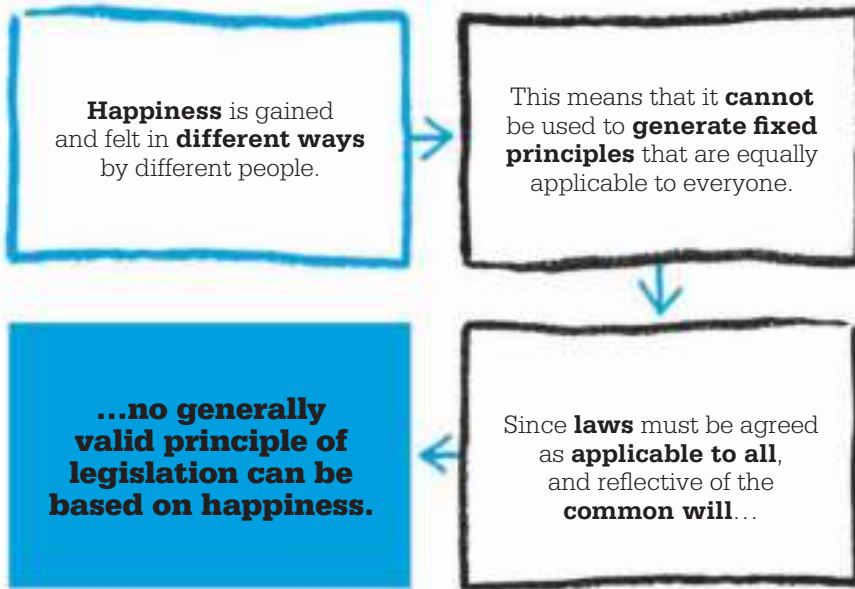 Happiness is gained
and felt in different ways
by different people.
This means that it cannot
be used to generate fixed
principles that are equally
applicable to everyone.
Since laws must be agreed
as applicable to all,
and reflective of the
common will…
…no generally
valid principle of
legislation can be
based on happiness.